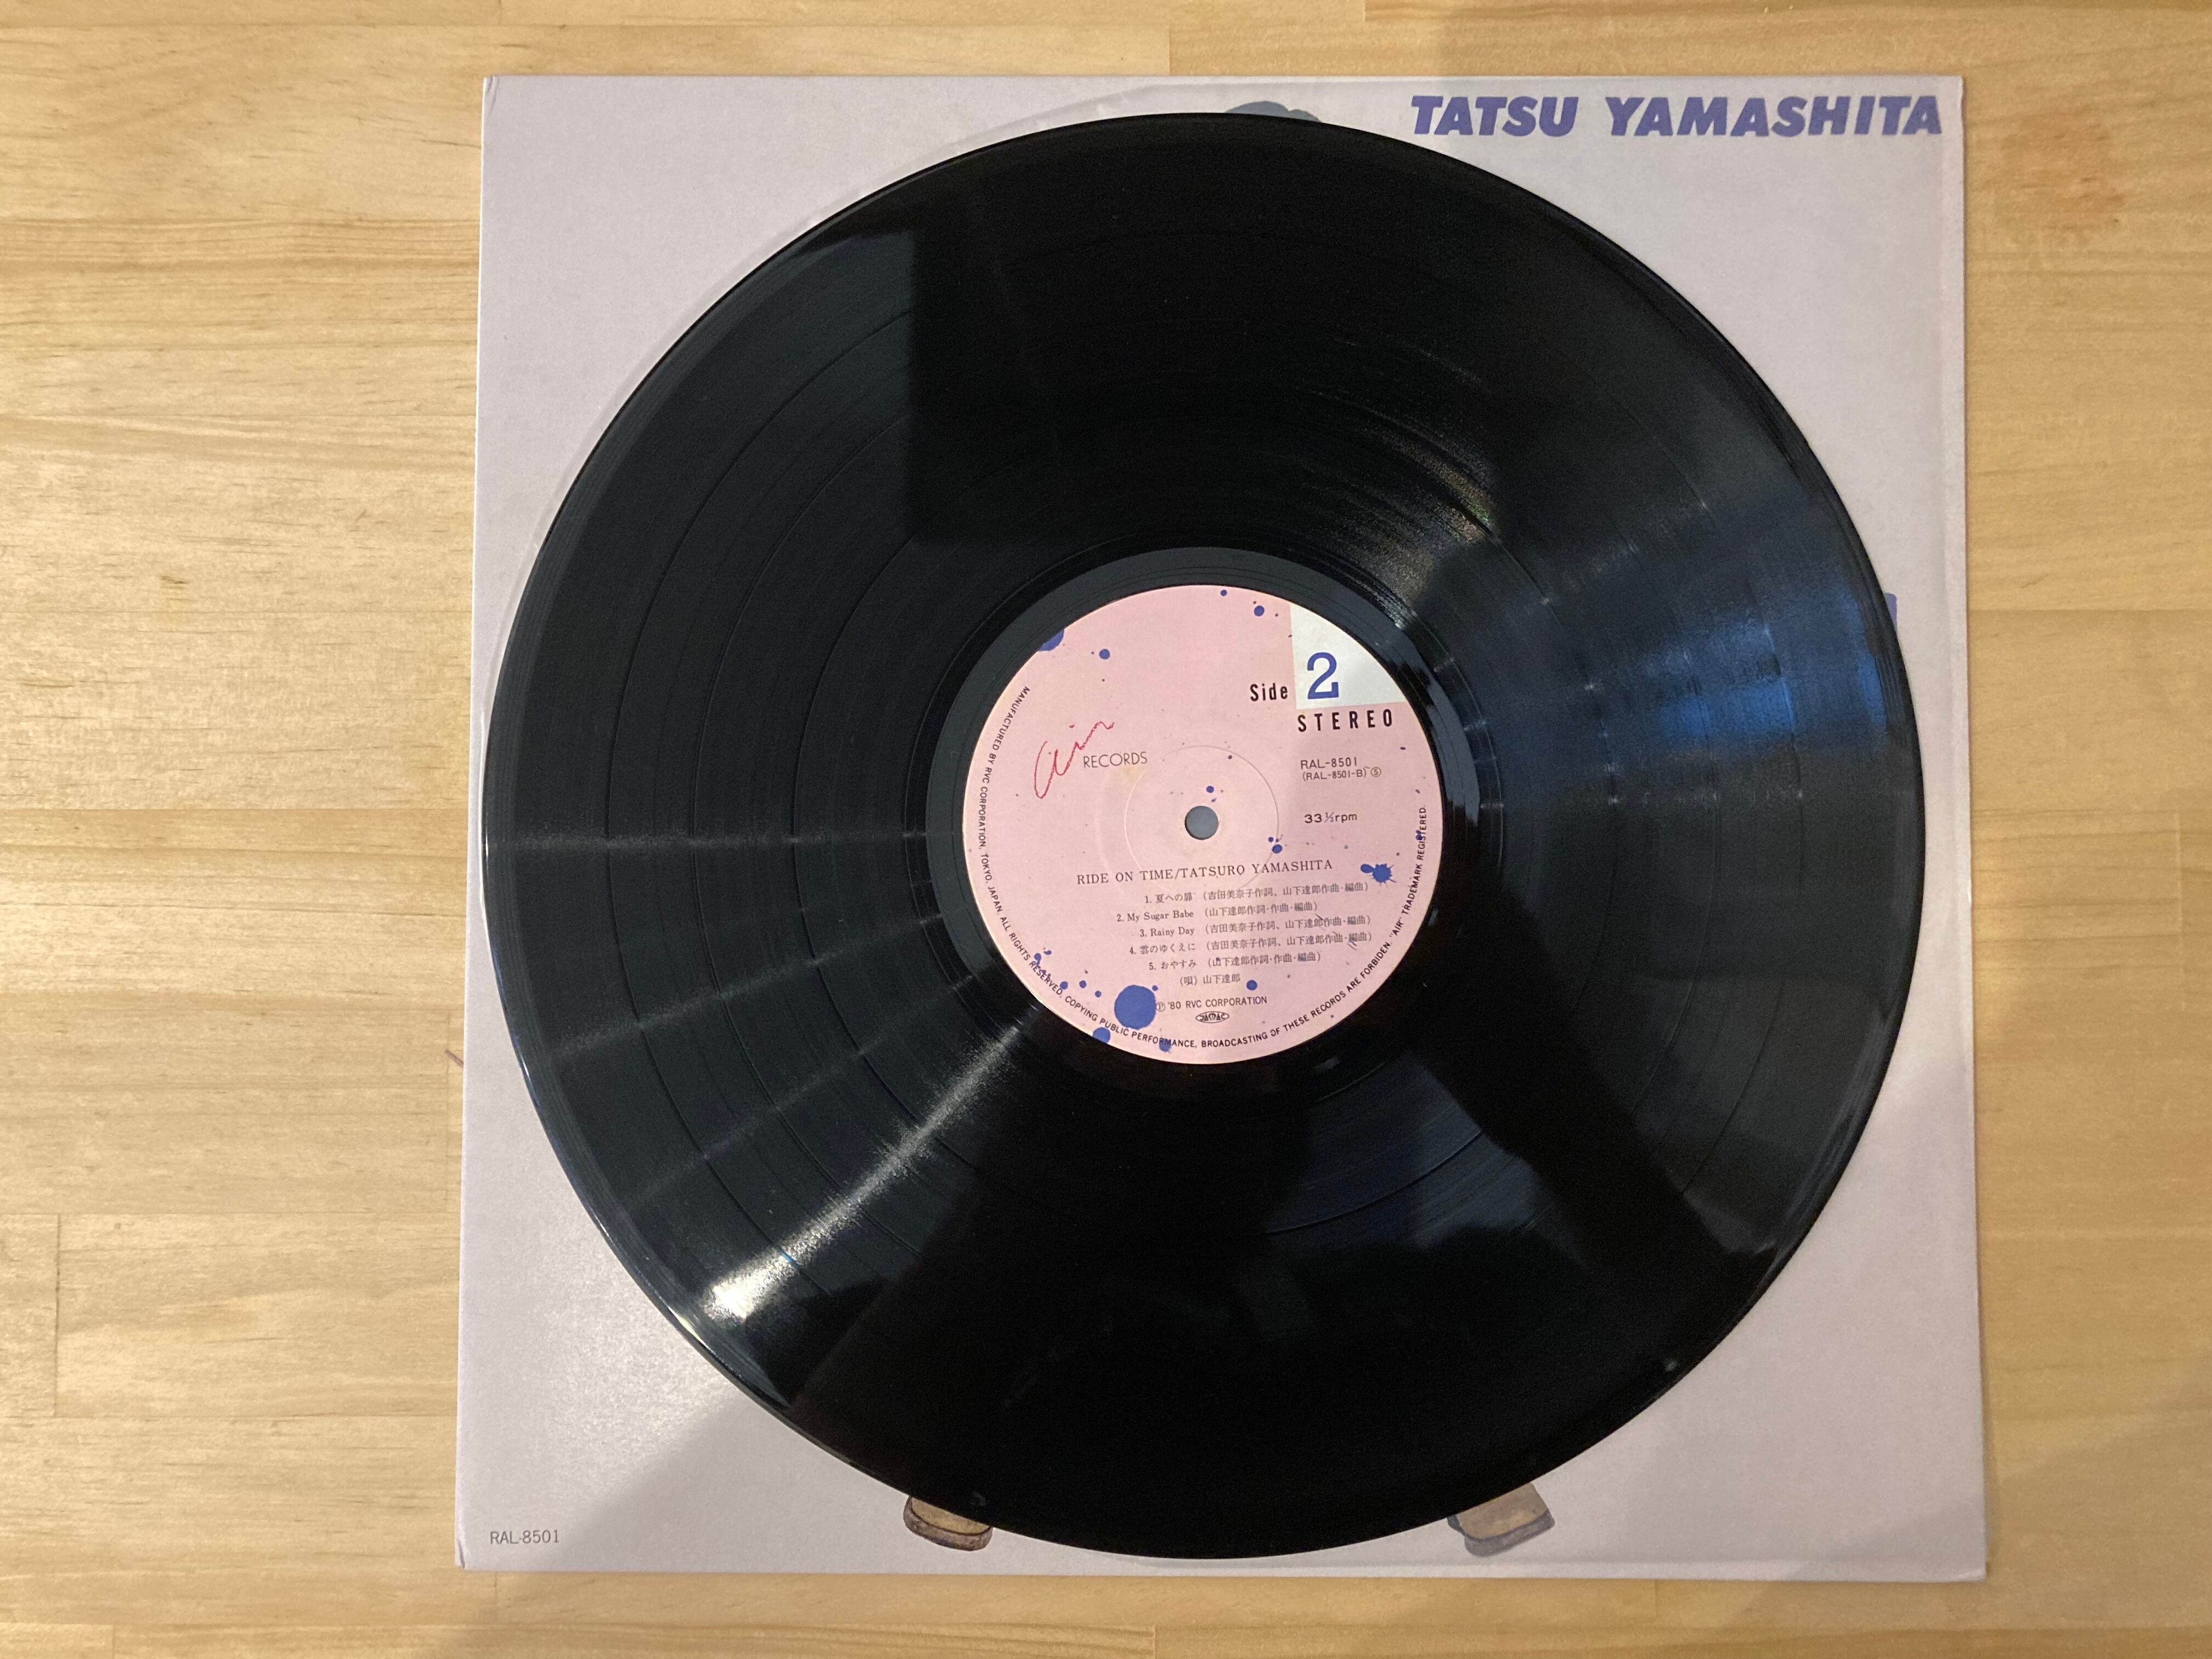 TATSU YAMASHITA
Side 2
STEREO
Air
RECORDS
RAL-8501
(RAL-8501-B) Ⓢ
33⅓rpm
RIDE ON TIME/TATSURO YAMASHITA
1. 夏への扉 (吉田美奈子作詞、山下達郎作曲・編曲)
2. My Sugar Babe (山下達郎作詞・作曲・編曲)
3. Rainy Day (吉田美奈子作詞、山下達郎作曲・編曲)
4. 雲のゆくえに (吉田美奈子作詞、山下達郎作曲・編曲)
5. おやすみ (山下達郎作詞・作曲・編曲)
(唄) 山下達郎
Ⓟ '80 RVC CORPORATION
JASRAC
MANUFACTURED BY RVC CORPORATION, TOKYO, JAPAN. ALL RIGHTS RESERVED. COPYING PUBLIC PERFORMANCE, BROADCASTING OF THESE RECORDS ARE FORBIDEN. "AIR" TRADEMARK REGISTERED.
RAL-8501